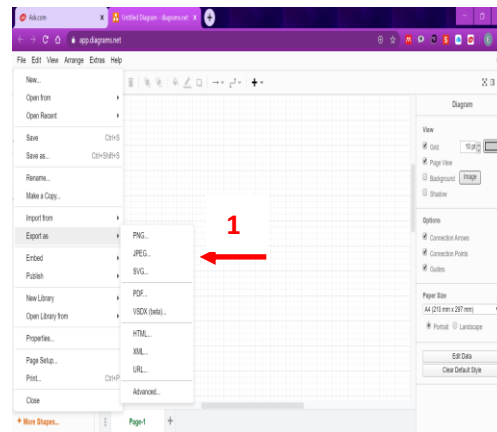 Ask.com
Untitled Diagram - diagrams.net
app.diagrams.net
File Edit View Arrange Extras Help
New...
Open from
Open Recent
Save Ctrl+S
Save as... Ctrl+Shift+S
Rename...
Make a Copy...
Import from
Export as
Embed
Publish
New Library
Open Library from
Properties...
Page Setup...
Print... Ctrl+P
Close
+ More Shapes...
PNG...
JPEG...
SVG...
PDF...
VSDX (beta)...
HTML...
XML...
URL...
Advanced...
1
Page-1
Diagram
View
Grid 10 pt
Page View
Background Image
Shadow
Options
Connection Arrows
Connection Points
Guides
Paper Size
A4 (210 mm x 297 mm)
Portrait Landscape
Edit Data
Clear Default Style